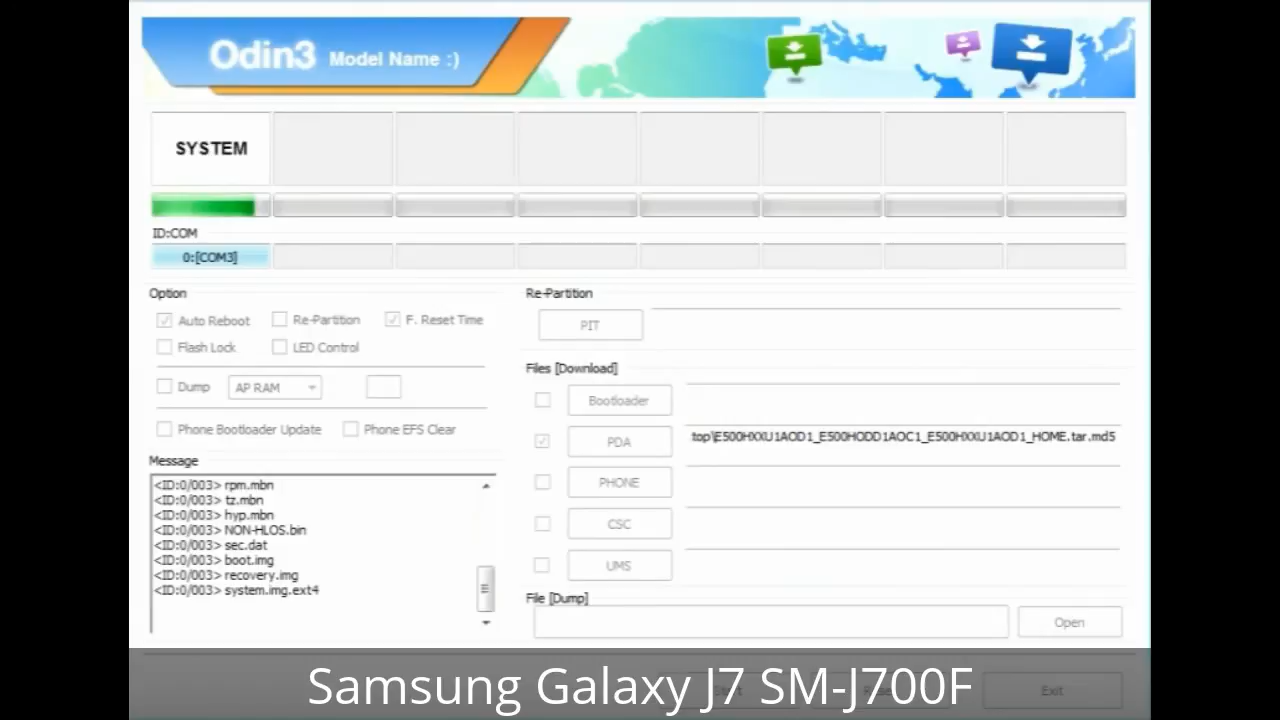 Odin3 Model Name :)
SYSTEM
ID:COM
0:[COM3]
Option
Auto Reboot Re-Partition F. Reset Time
Flash Lock LED Control
Dump AP RAM
Phone Bootloader Update Phone EFS Clear
Message
<ID:0/003> rpm.mbn
<ID:0/003> tz.mbn
<ID:0/003> hyp.mbn
<ID:0/003> NON-HLOS.bin
<ID:0/003> sec.dat
<ID:0/003> boot.img
<ID:0/003> recovery.img
<ID:0/003> system.img.ext4
Re-Partition
PIT
Files [Download]
Bootloader
PDA top\E500HXXU1AOD1_E500HODD1AOC1_E500HXXU1AOD1_HOME.tar.md5
PHONE
CSC
UMS
File [Dump]
Open
Start Reset Exit
Samsung Galaxy J7 SM-J700F